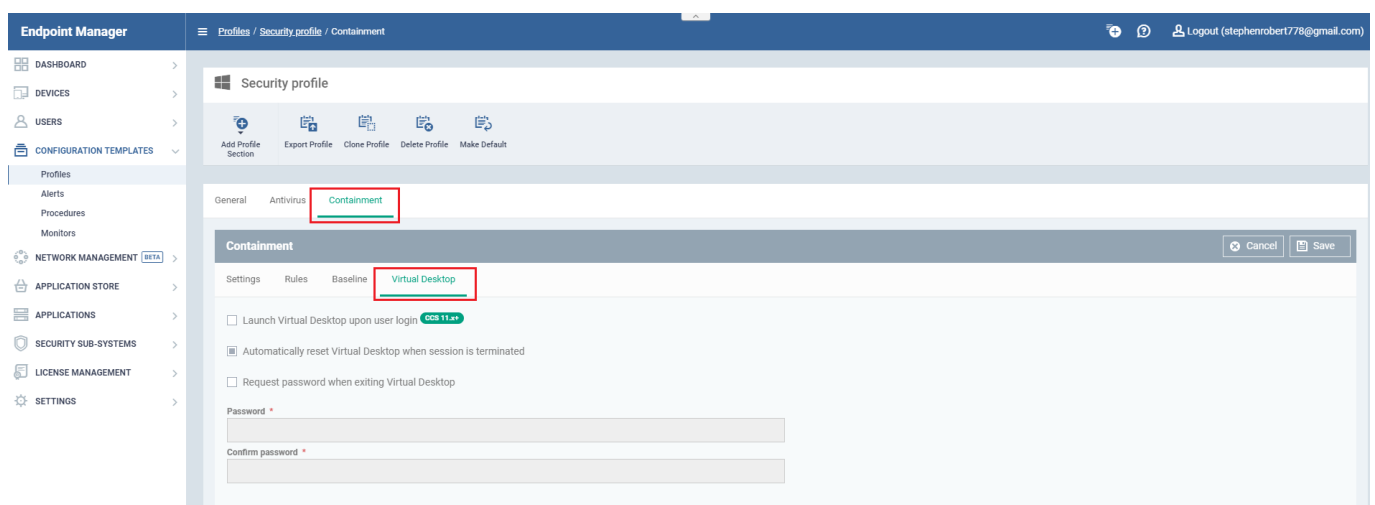 Endpoint Manager
Profiles / Security profile / Containment
Logout (stephenrobert778@gmail.com)
DASHBOARD
DEVICES
USERS
CONFIGURATION TEMPLATES
Profiles
Alerts
Procedures
Monitors
NETWORK MANAGEMENT BETA
APPLICATION STORE
APPLICATIONS
SECURITY SUB-SYSTEMS
LICENSE MANAGEMENT
SETTINGS
Security profile
Add Profile Section
Export Profile
Clone Profile
Delete Profile
Make Default
General Antivirus Containment
Containment
Cancel Save
Settings Rules Baseline Virtual Desktop
Launch Virtual Desktop upon user login CCS 11.x+
Automatically reset Virtual Desktop when session is terminated
Request password when exiting Virtual Desktop
Password *
Confirm password *